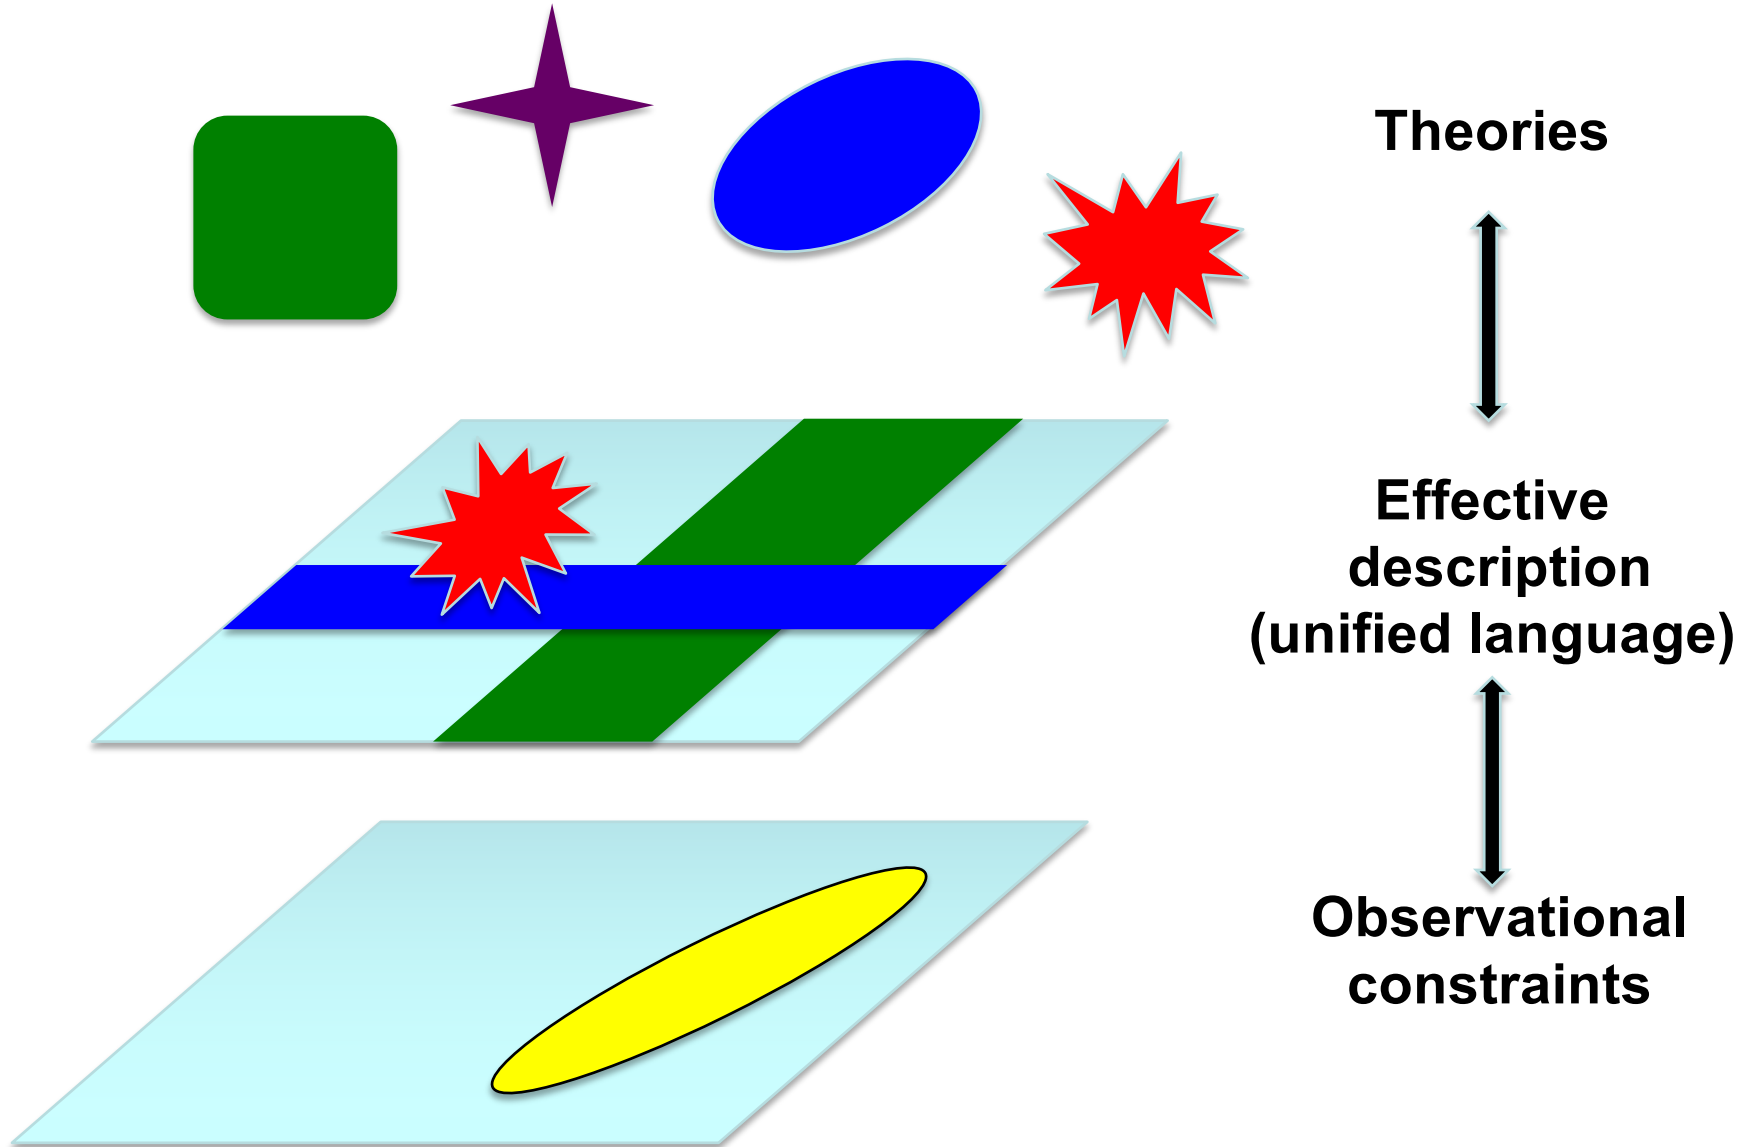 Theories
Effective
description
(unified language)
Observational
constraints